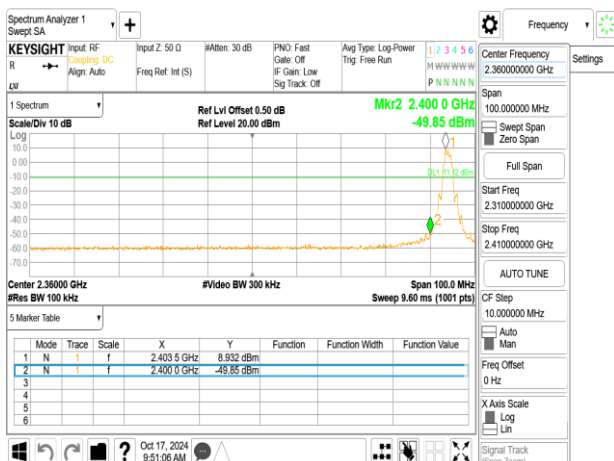 Spectrum Analyzer 1
Swept SA
Frequency
KEYSIGHT
R
LXI
Input: RF
Coupling: DC
Align: Auto
Input Z: 50 Ω
Freq Ref: Int (S)
#Atten: 30 dB
PNO: Fast
Gate: Off
IF Gain: Low
Sig Track: Off
Avg Type: Log-Power
Trig: Free Run
1 2 3 4 5 6
M W W W W W
P N N N N N
1 Spectrum
Scale/Div 10 dB
Ref Lvl Offset 0.50 dB
Ref Level 20.00 dBm
Mkr2 2.400 0 GHz
-49.85 dBm
Log
10.0
0.00
-10.0
-20.0
-30.0
-40.0
-50.0
-60.0
-70.0
1
2
Center 2.36000 GHz
#Res BW 100 kHz
#Video BW 300 kHz
Span 100.0 MHz
Sweep 9.60 ms (1001 pts)
5 Marker Table
Mode Trace Scale X Y Function Function Width Function Value
1 N 1 f 2.403 5 GHz 8.932 dBm
2 N 1 f 2.400 0 GHz -49.85 dBm
3
4
5
6
?
Oct 17, 2024
9:51:06 AM
Settings
Center Frequency
2.360000000 GHz
Span
100.000000 MHz
Swept Span
Zero Span
Full Span
Start Freq
2.310000000 GHz
Stop Freq
2.410000000 GHz
AUTO TUNE
CF Step
10.000000 MHz
Auto
Man
Freq Offset
0 Hz
X Axis Scale
Log
Lin
Signal Track